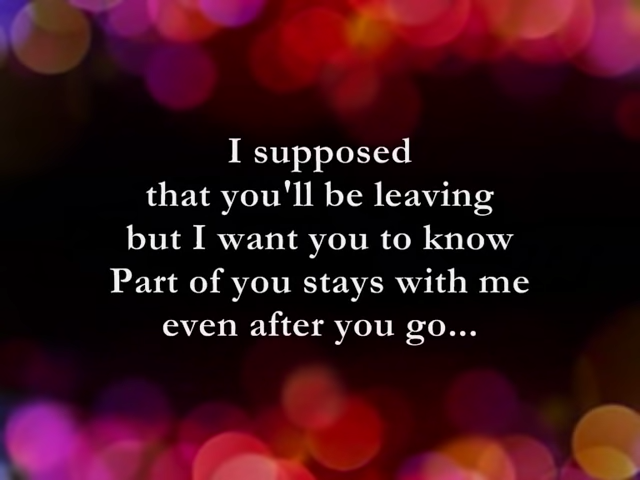 I supposed
that you'll be leaving
but I want you to know
Part of you stays with me
even after you go...